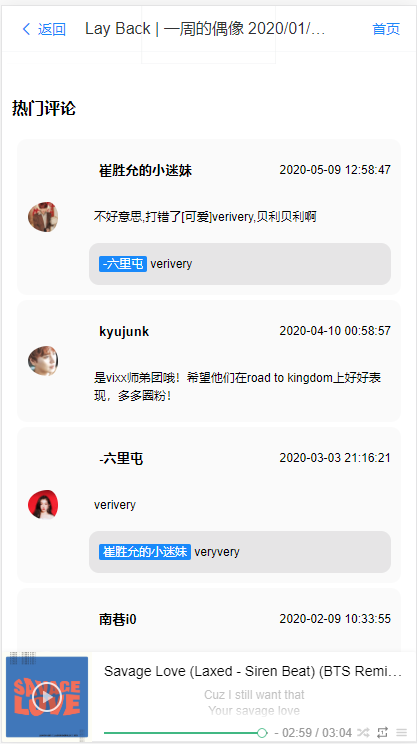 返回
Lay Back | 一周的偶像 2020/01/…
首页
热门评论
崔胜允的小迷妹
2020-05-09 12:58:47
不好意思,打错了[可爱]verivery,贝利贝利啊
-六里屯 verivery
kyujunk
2020-04-10 00:58:57
是vixx师弟团哦！希望他们在road to kingdom上好好表
现，多多圈粉！
-六里屯
2020-03-03 21:16:21
verivery
崔胜允的小迷妹 veryvery
南巷i0
2020-02-09 10:33:55
SAVAGE
LOVE
Savage Love (Laxed - Siren Beat) (BTS Remi…
Cuz I still want that
Your savage love
- 02:59 / 03:04